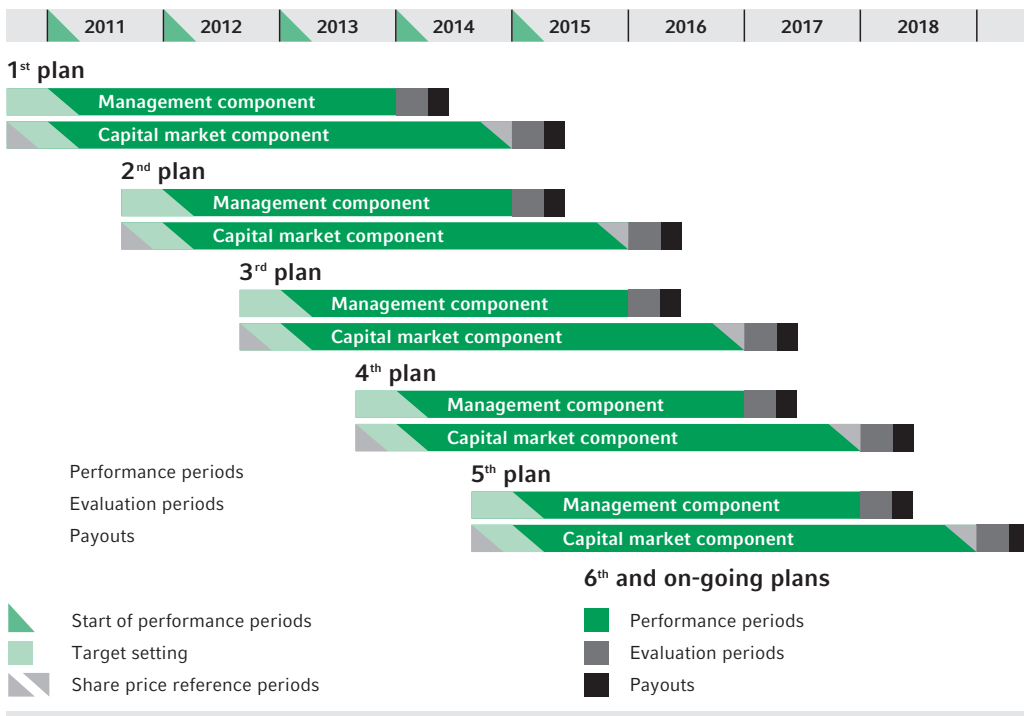 2011 2012 2013 2014 2015 2016 2017 2018
1st plan
Management component
Capital market component
2nd plan
Management component
Capital market component
3rd plan
Management component
Capital market component
4th plan
Management component
Capital market component
Performance periods
5th plan
Evaluation periods
Management component
Payouts
Capital market component
6th and on-going plans
Start of performance periods
Target setting
Share price reference periods
Performance periods
Evaluation periods
Payouts